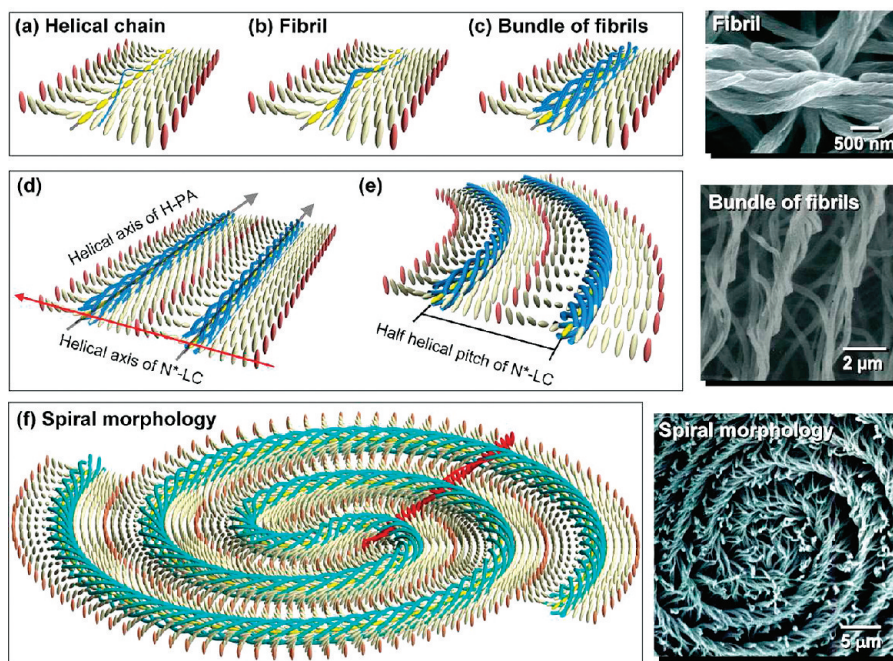 (a) Helical chain
(b) Fibril
(c) Bundle of fibrils
Fibril
500 nm
(d)
Helical axis of H-PA
Helical axis of N*-LC
(e)
Half helical pitch of N*-LC
Bundle of fibrils
2 μm
(f) Spiral morphology
Spiral morphology
5 μm